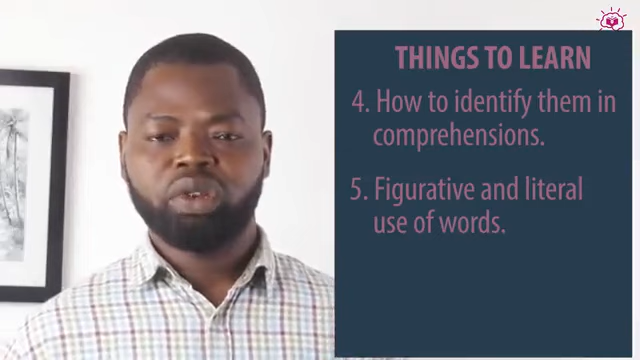 THINGS TO LEARN
4. How to identify them in
comprehensions.
5. Figurative and literal
use of words.